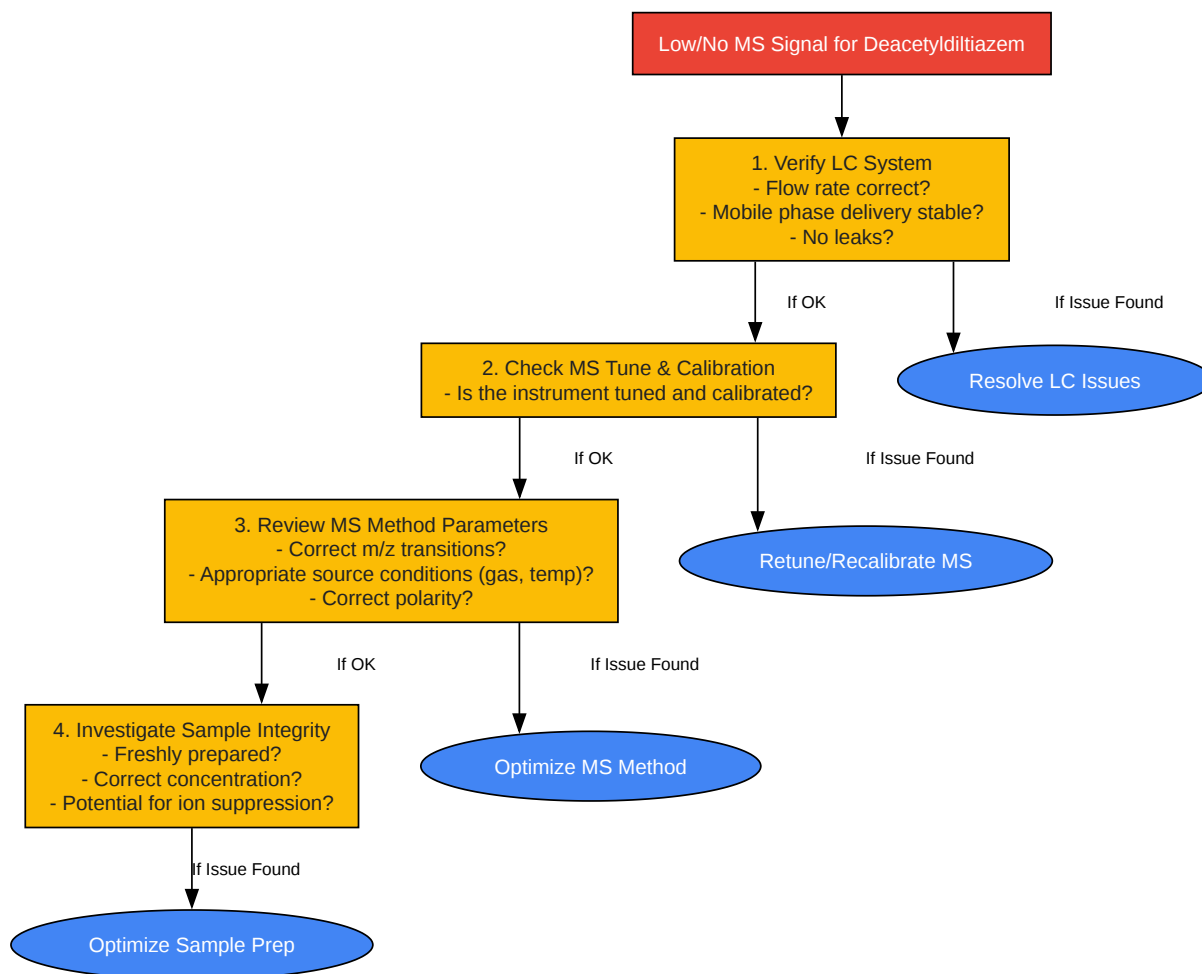 Low/No MS Signal for Deacetyldiltiazem
1. Verify LC System
- Flow rate correct?
- Mobile phase delivery stable?
- No leaks?
If OK
If Issue Found
2. Check MS Tune & Calibration
- Is the instrument tuned and calibrated?
Resolve LC Issues
If OK
If Issue Found
3. Review MS Method Parameters
- Correct m/z transitions?
- Appropriate source conditions (gas, temp)?
- Correct polarity?
Retune/Recalibrate MS
If OK
If Issue Found
4. Investigate Sample Integrity
- Freshly prepared?
- Correct concentration?
- Potential for ion suppression?
Optimize MS Method
If Issue Found
Optimize Sample Prep